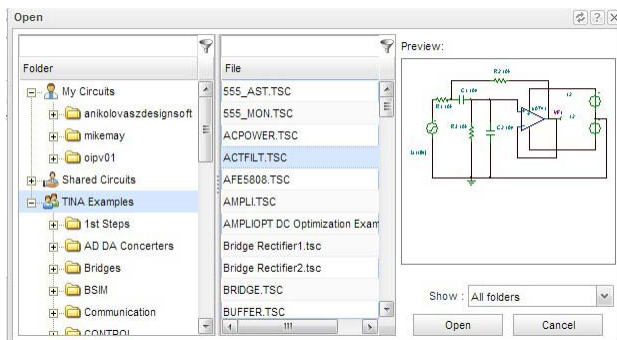 Open
Folder
My Circuits
anikolovaszdesignsoft
mikemay
oipv01
Shared Circuits
TINA Examples
1st Steps
AD DA Concerters
Bridges
BSIM
Communication
CONTROL
File
555_AST.TSC
555_MON.TSC
ACPOWER.TSC
ACTFILT.TSC
AFE5808.TSC
AMPLI.TSC
AMPLIOPT DC Optimization Exam
Bridge Rectifier1.tsc
Bridge Rectifier2.tsc
BRIDGE.TSC
BUFFER.TSC
Preview:
Show : All folders
Open Cancel